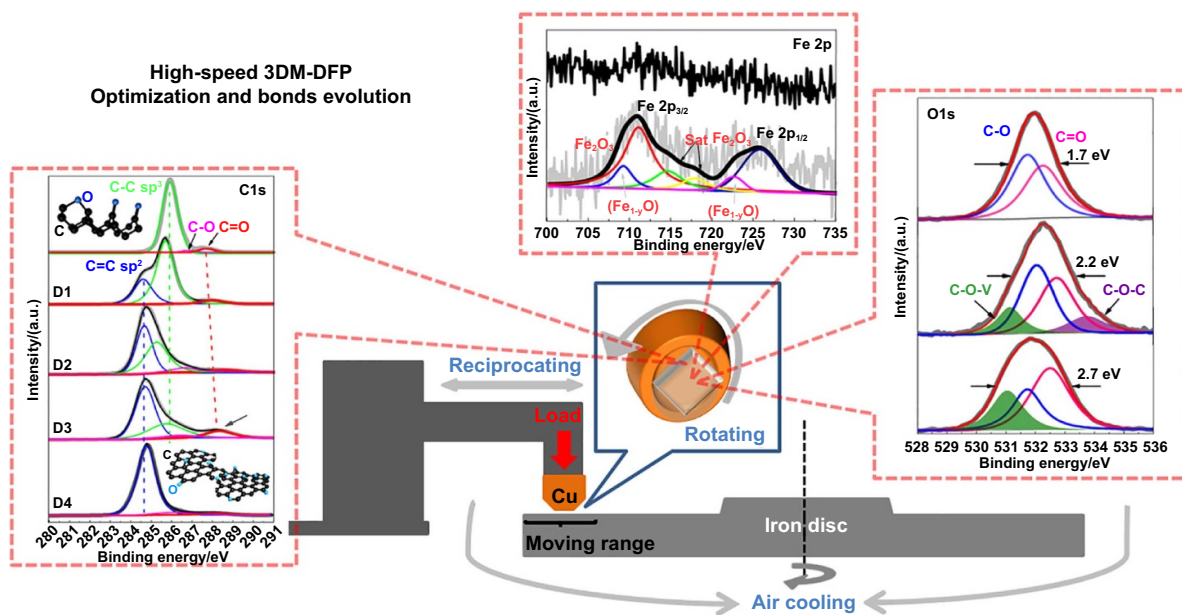 High-speed 3DM-DFP
Optimization and bonds evolution
Fe 2p
Fe 2p3/2
Fe2O3
Sat Fe2O3
Fe 2p1/2
(Fe1-yO)
(Fe1-yO)
Intensity/(a.u.)
700 705 710 715 720 725 730 735
Binding energy/eV
C1s
C-C sp3
O
C
C-O C=O
C=C sp2
D1
D2
D3
C
O
D4
Intensity/(a.u.)
280 281 282 283 284 285 286 287 288 289 290 291
Binding energy/eV
O1s
C-O
C=O
1.7 eV
2.2 eV
C-O-V
C-O-C
2.7 eV
Intensity/(a.u.)
528 529 530 531 532 533 534 535 536
Binding energy/eV
Reciprocating
Load
Rotating
Cu
Iron disc
Moving range
Air cooling